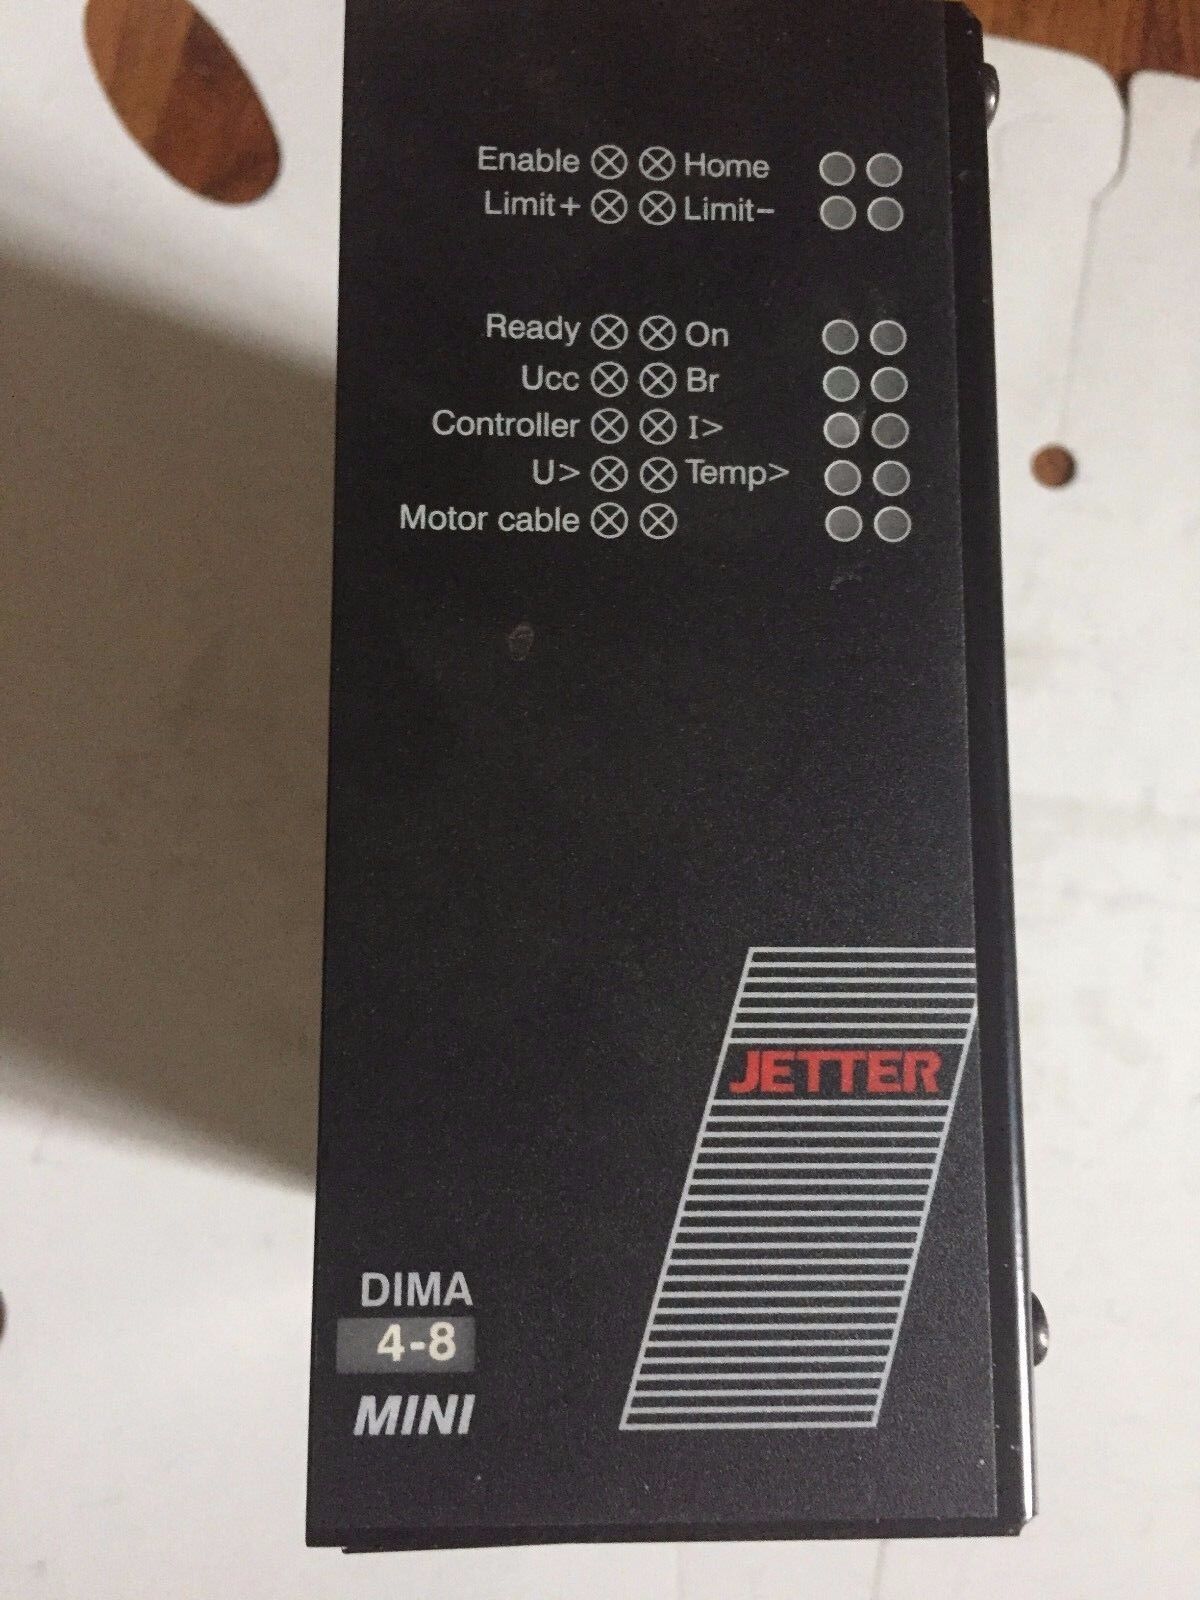 Enable Home
Limit+ Limit-
Ready On
Ucc Br
Controller I>
U> Temp>
Motor cable
JETTER
DIMA
4-8
MINI